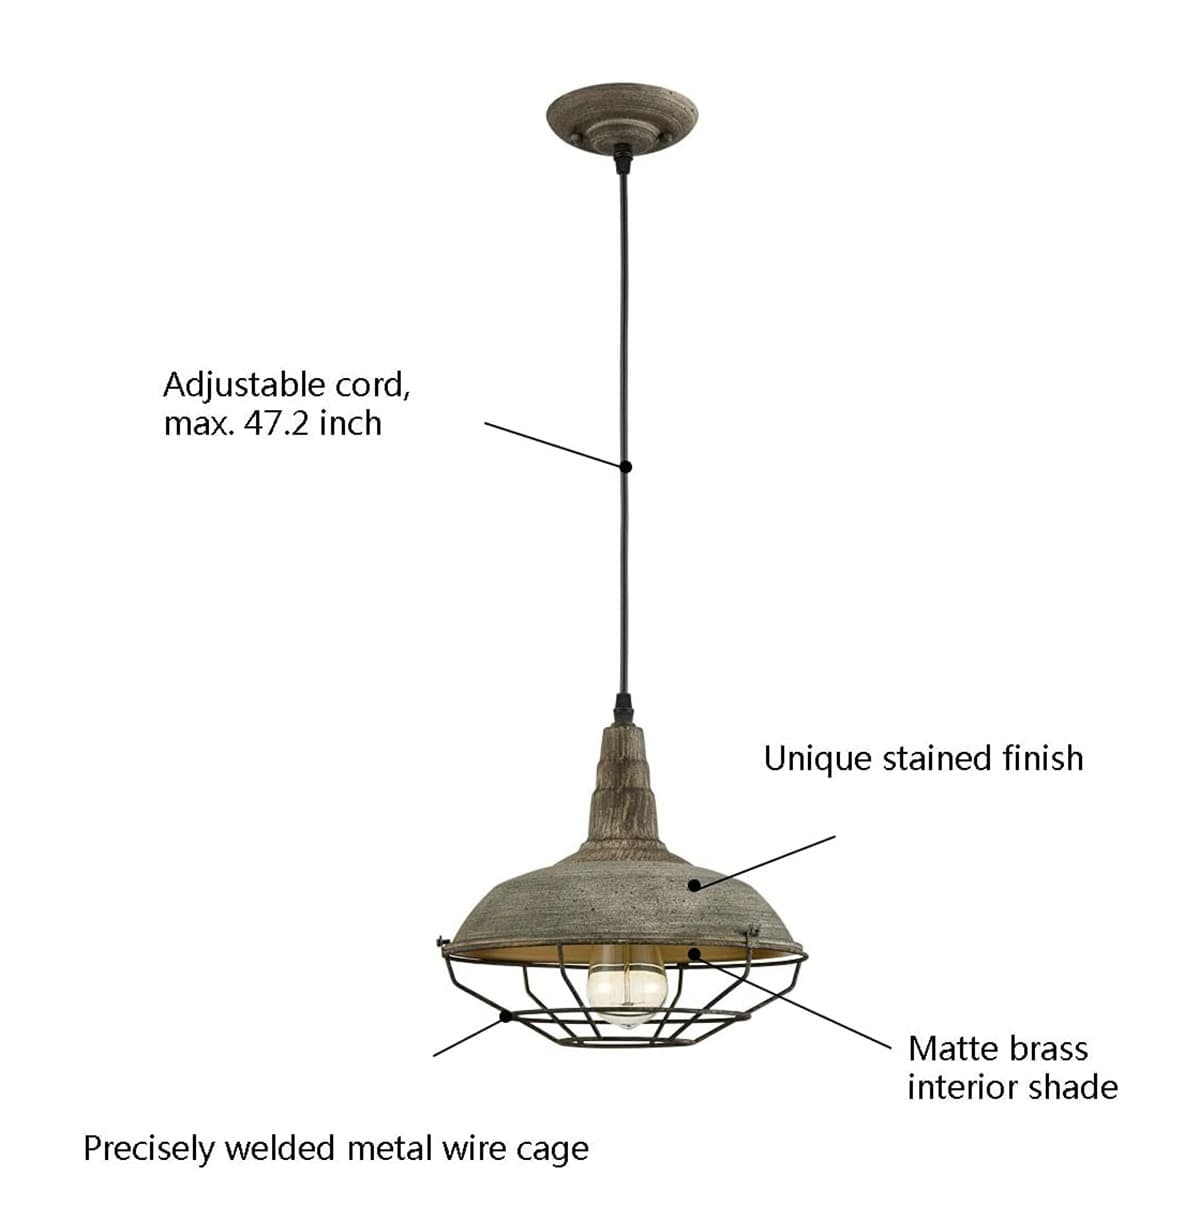 Adjustable cord,
max. 47.2 inch
Unique stained finish
Matte brass
interior shade
Precisely welded metal wire cage